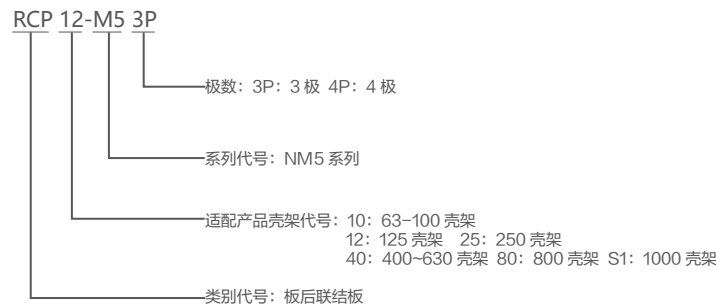 RCP 12-M5 3P
极数：3P：3 极 4P：4 极
系列代号：NM5 系列
适配产品壳架代号：10：63-100 壳架
12：125 壳架 25：250 壳架
40：400~630 壳架 80：800 壳架 S1：1000 壳架
类别代号：板后联结板